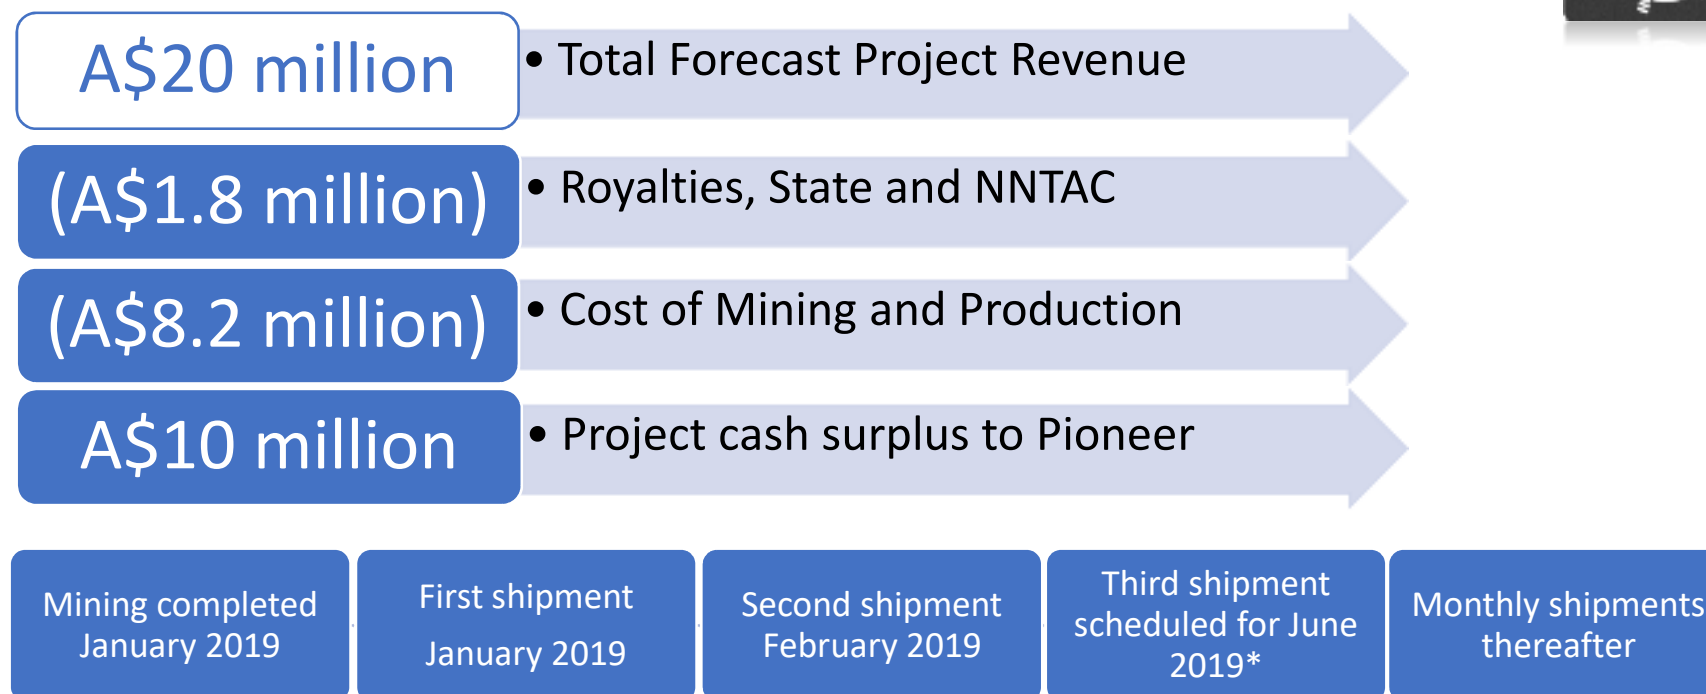 A$20 million
• Total Forecast Project Revenue
(A$1.8 million)
• Royalties, State and NNTAC
(A$8.2 million)
• Cost of Mining and Production
A$10 million
• Project cash surplus to Pioneer
Mining completed
January 2019
First shipment
January 2019
Second shipment
February 2019
Third shipment
scheduled for June
2019*
Monthly shipments
thereafter